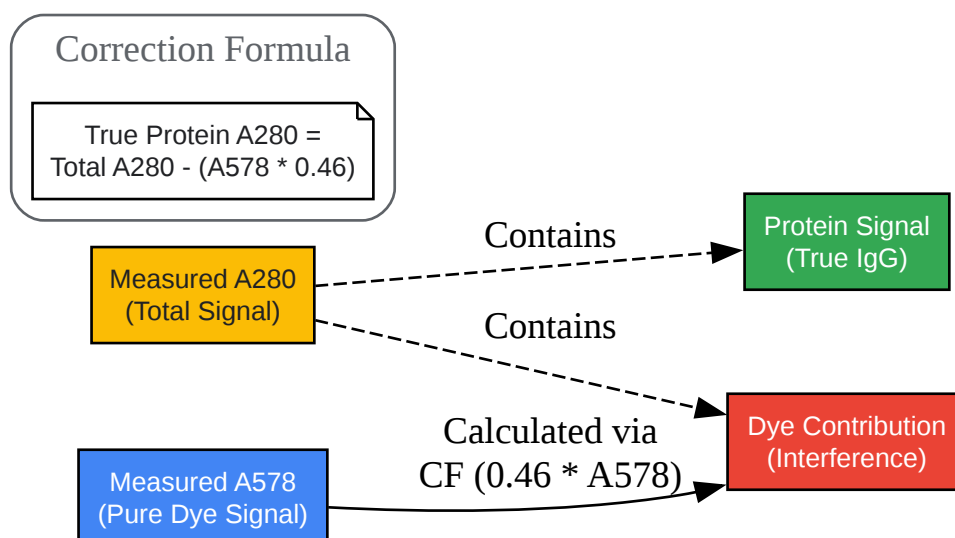 Correction Formula
True Protein A280 =
Total A280 - (A578 * 0.46)
Contains
Protein Signal
(True IgG)
Measured A280
(Total Signal)
Contains
Calculated via
CF (0.46 * A578)
Dye Contribution
(Interference)
Measured A578
(Pure Dye Signal)